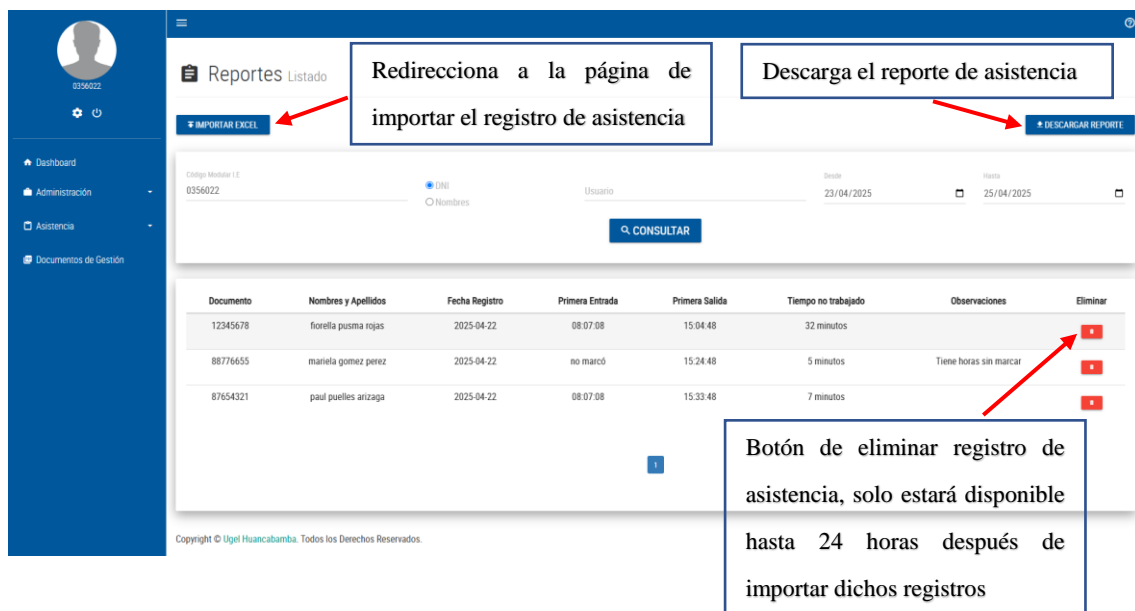 0356022
Dashboard
Administración
Asistencia
Documentos de Gestión
Reportes Listado
Redirecciona a la página de
importar el registro de asistencia
Descarga el reporte de asistencia
IMPORTAR EXCEL
DESCARGAR REPORTE
Código Modular I.E
0356022
DNI
Nombres
Usuario
Desde
23/04/2025
Hasta
25/04/2025
CONSULTAR
Documento Nombres y Apellidos Fecha Registro Primera Entrada Primera Salida Tiempo no trabajado Observaciones Eliminar
12345678 fiorella pusma rojas 2025-04-22 08:07:08 15:04:48 32 minutos
88776655 mariela gomez perez 2025-04-22 no marcó 15:24:48 5 minutos Tiene horas sin marcar
87654321 paul puelles arizaga 2025-04-22 08:07:08 15:33:48 7 minutos
1
Botón de eliminar registro de
asistencia, solo estará disponible
hasta 24 horas después de
importar dichos registros
Copyright © Ugel Huancabamba. Todos los Derechos Reservados.